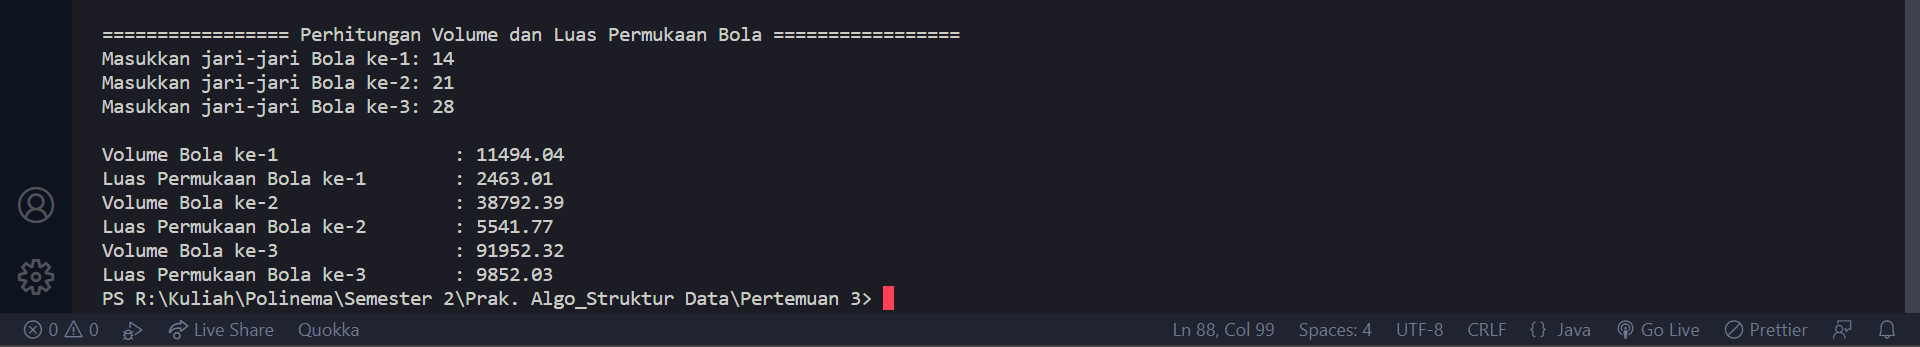 ================= Perhitungan Volume dan Luas Permukaan Bola =================
Masukkan jari-jari Bola ke-1: 14
Masukkan jari-jari Bola ke-2: 21
Masukkan jari-jari Bola ke-3: 28
Volume Bola ke-1 : 11494.04
Luas Permukaan Bola ke-1 : 2463.01
Volume Bola ke-2 : 38792.39
Luas Permukaan Bola ke-2 : 5541.77
Volume Bola ke-3 : 91952.32
Luas Permukaan Bola ke-3 : 9852.03
PS R:\Kuliah\Polinema\Semester 2\Prak. Algo_Struktur Data\Pertemuan 3>
0 0 Live Share Quokka Ln 88, Col 99 Spaces: 4 UTF-8 CRLF {} Java Go Live Prettier